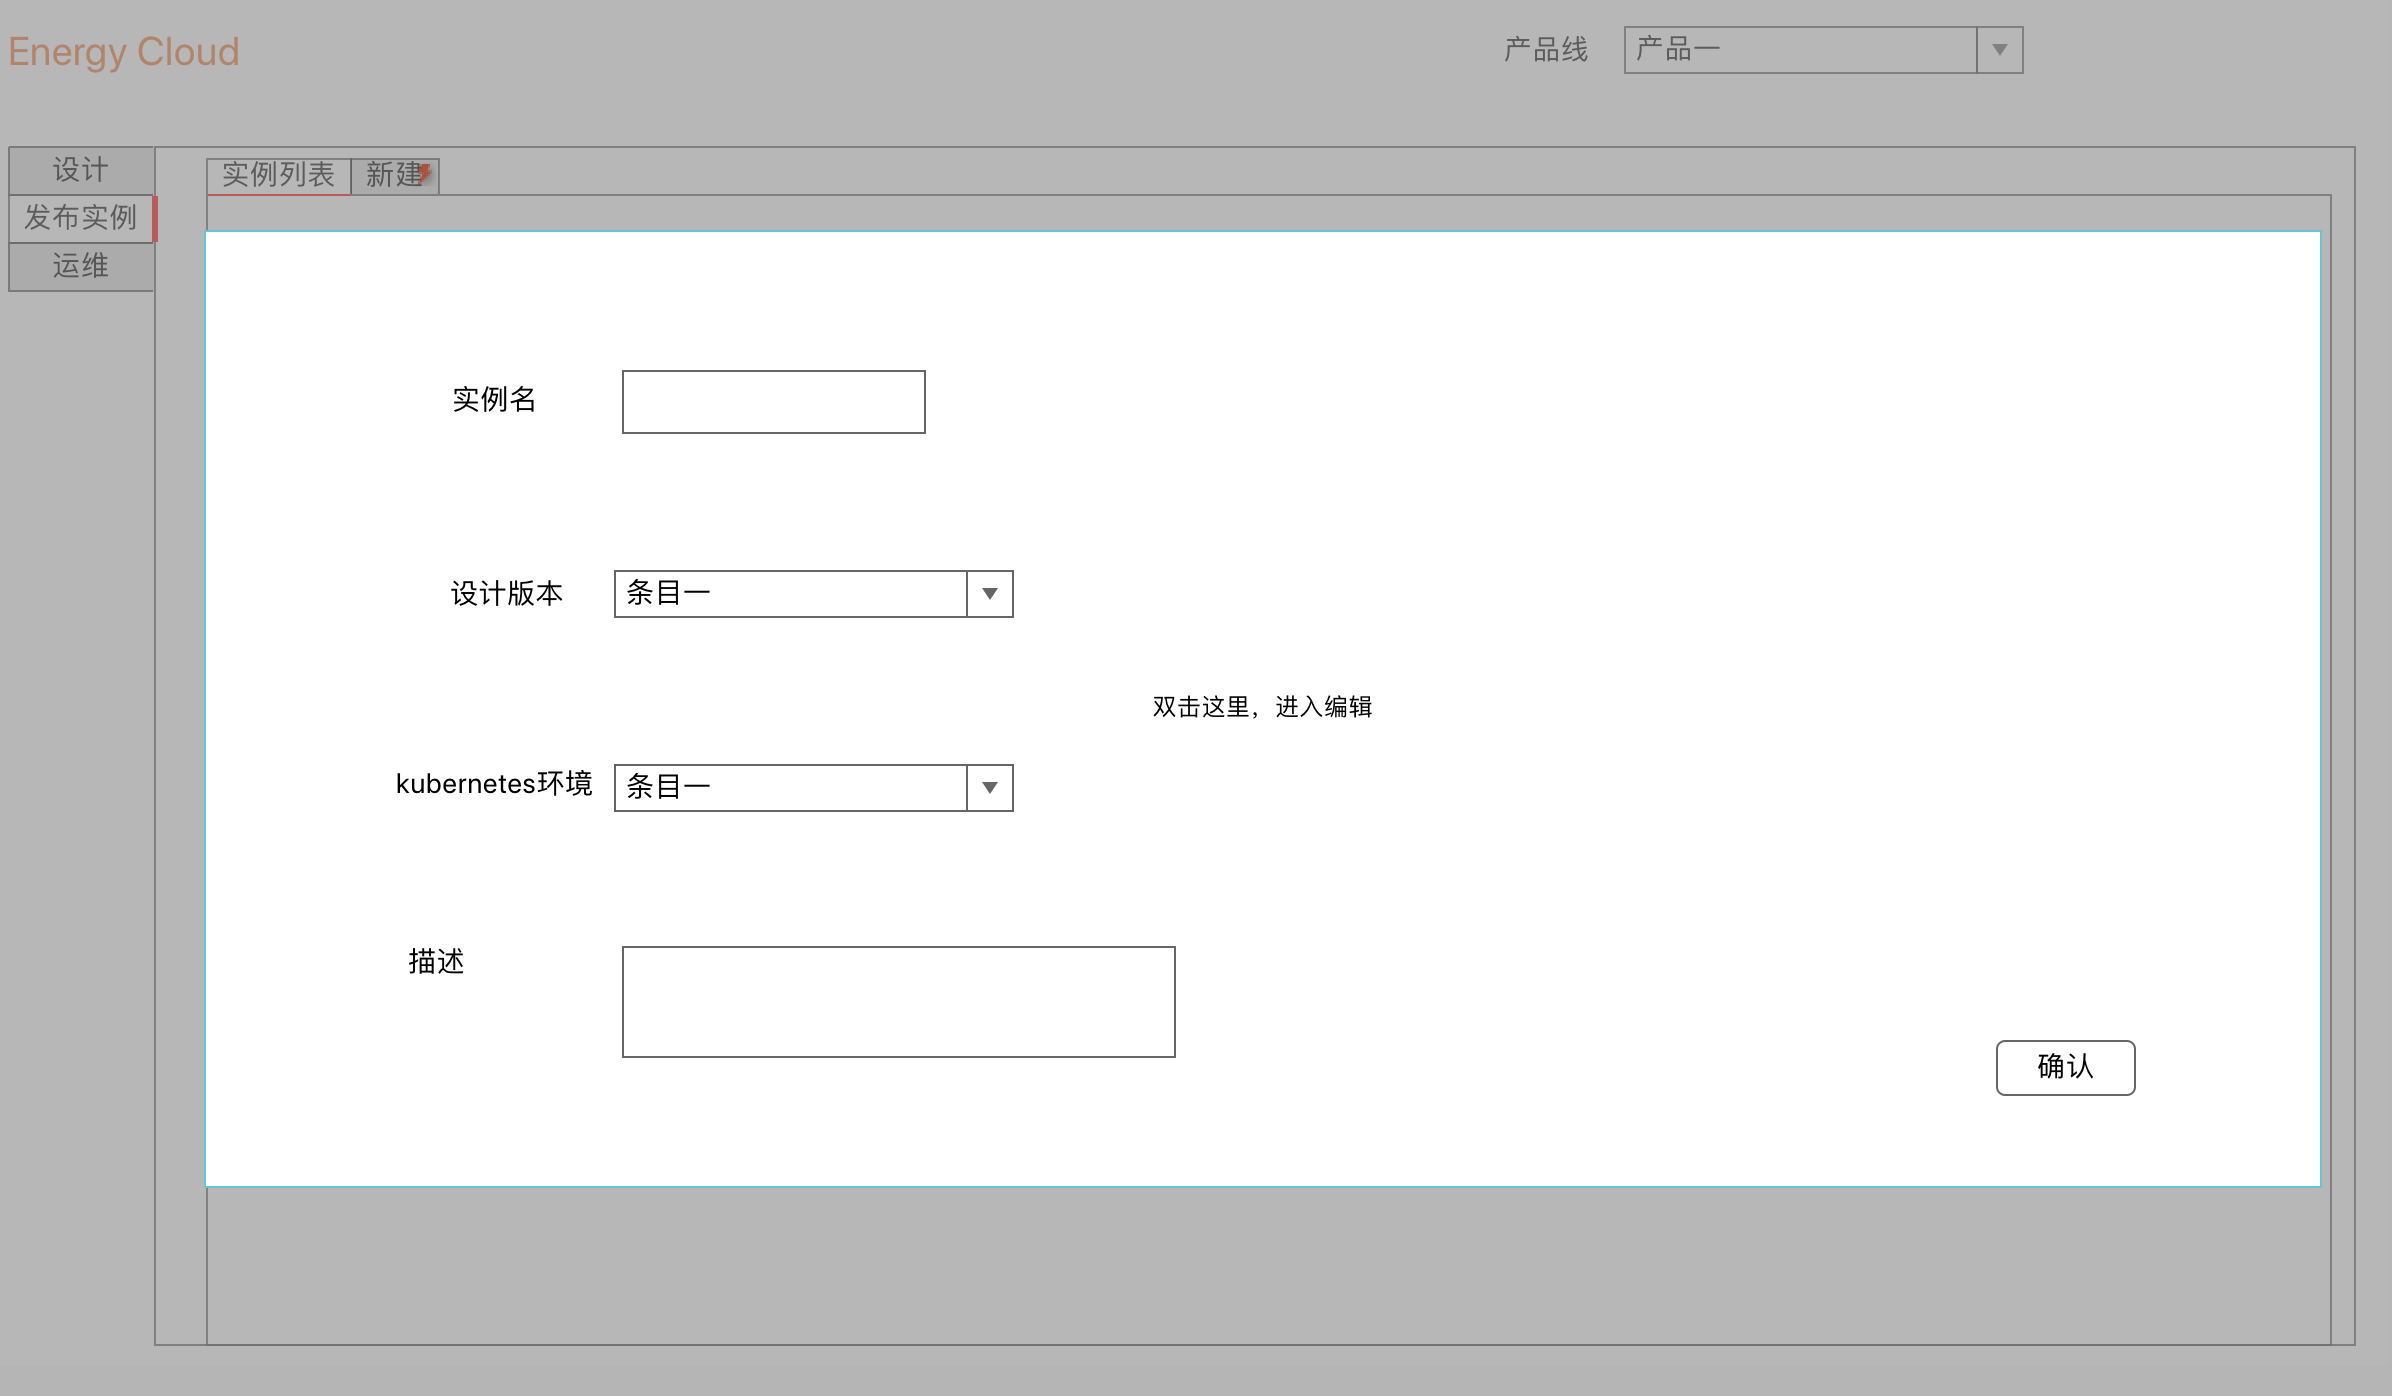 Energy Cloud
产品线 产品一
设计
实例列表 新建
发布实例
运维
实例名
设计版本 条目一
双击这里，进入编辑
kubernetes环境 条目一
描述
确认